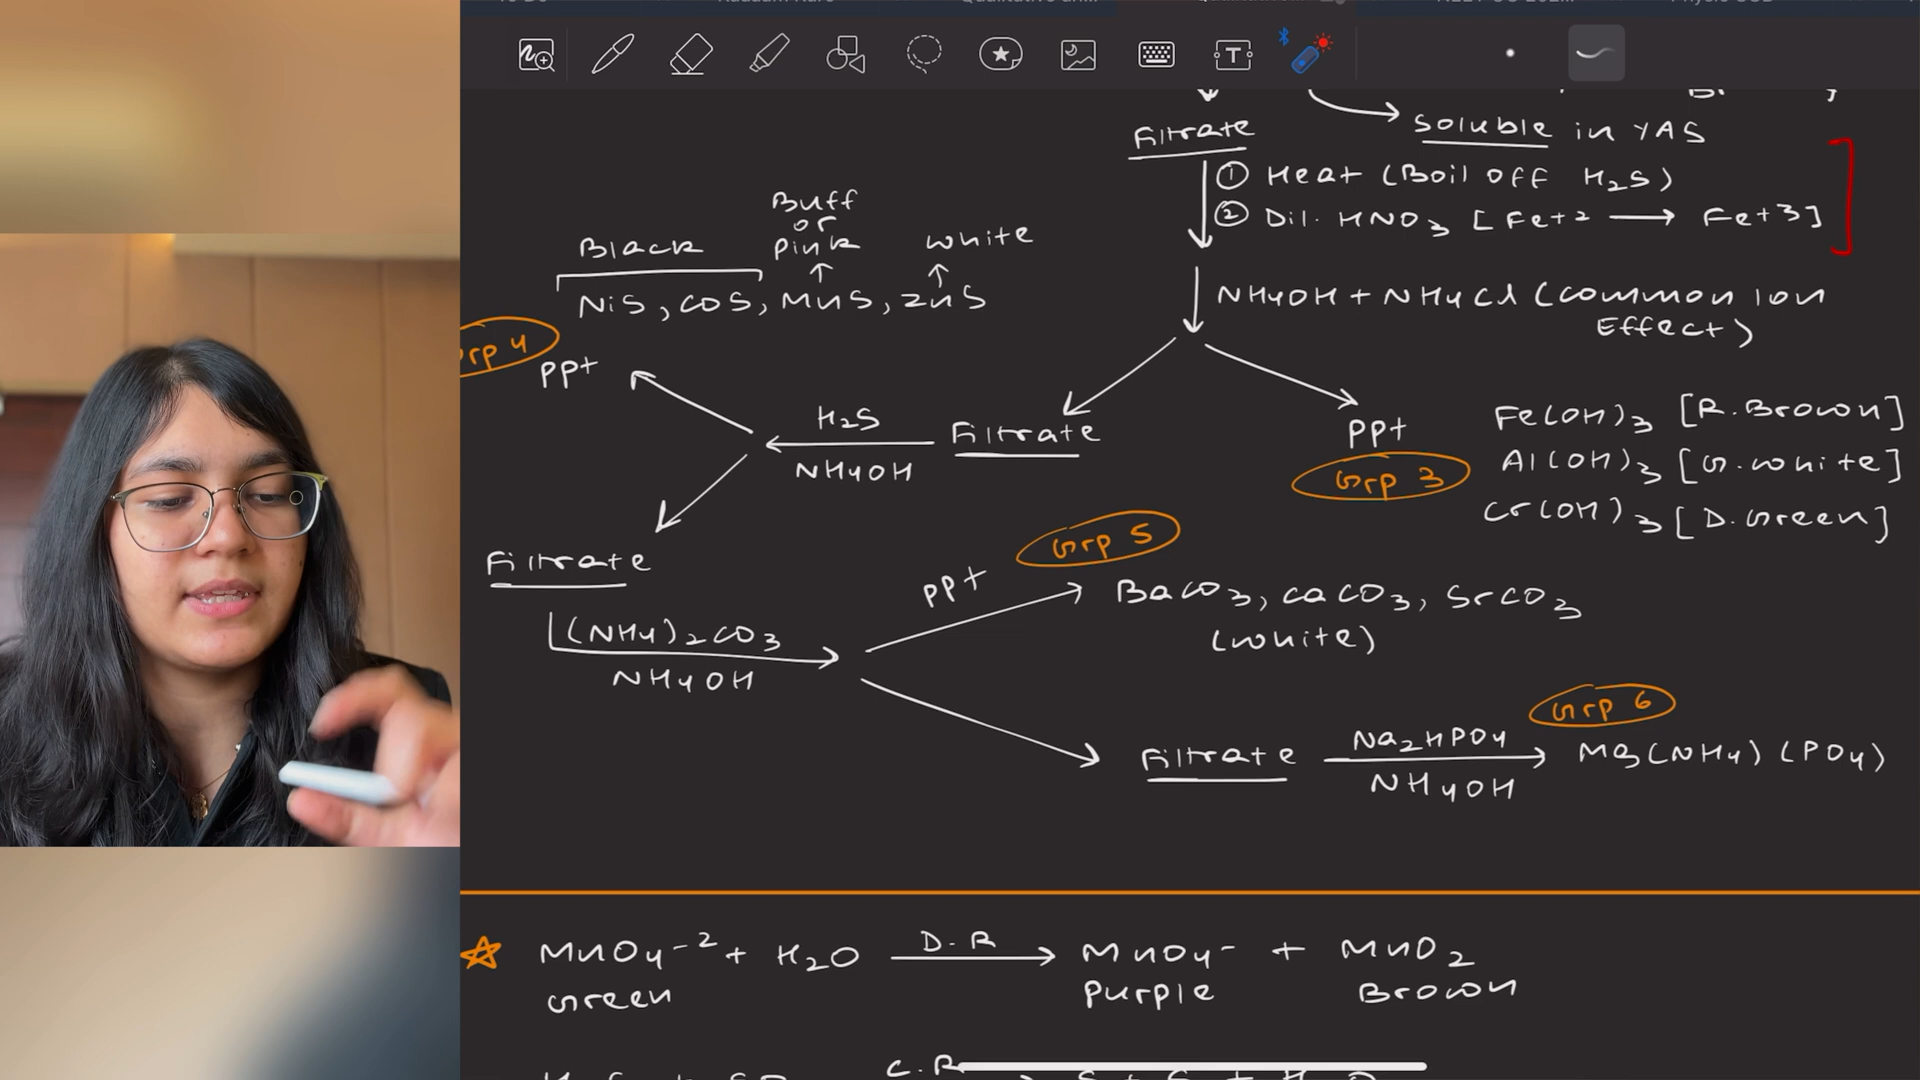 Filtrate
Soluble in YAS
① Heat (Boil off H₂S)
② Dil. HNO₃ [Fe+2 ⟶ Fe+3]
NH4OH + NH4Cl (common ion
Effect)
Black
Buff
or
Pink
white
NiS, COS, MnS, ZnS
Grp 4
ppt
H₂S
NH4OH
Filtrate
ppt
Grp 3
Fe(OH)₃ [R. Brown]
Al(OH)₃ [G. white]
Cr(OH)₃ [D. Green]
Filtrate
(NH4)₂CO₃
NH4OH
ppt
Grp 5
BaCO₃, CaCO₃, SrCO₃
(white)
Filtrate
Na₂HPO4
NH4OH
Grp 6
Mg(NH4)(PO4)
MnO4⁻² + H₂O D.R ⟶ MnO4⁻ + MnO₂
Green Purple Brown
C.R